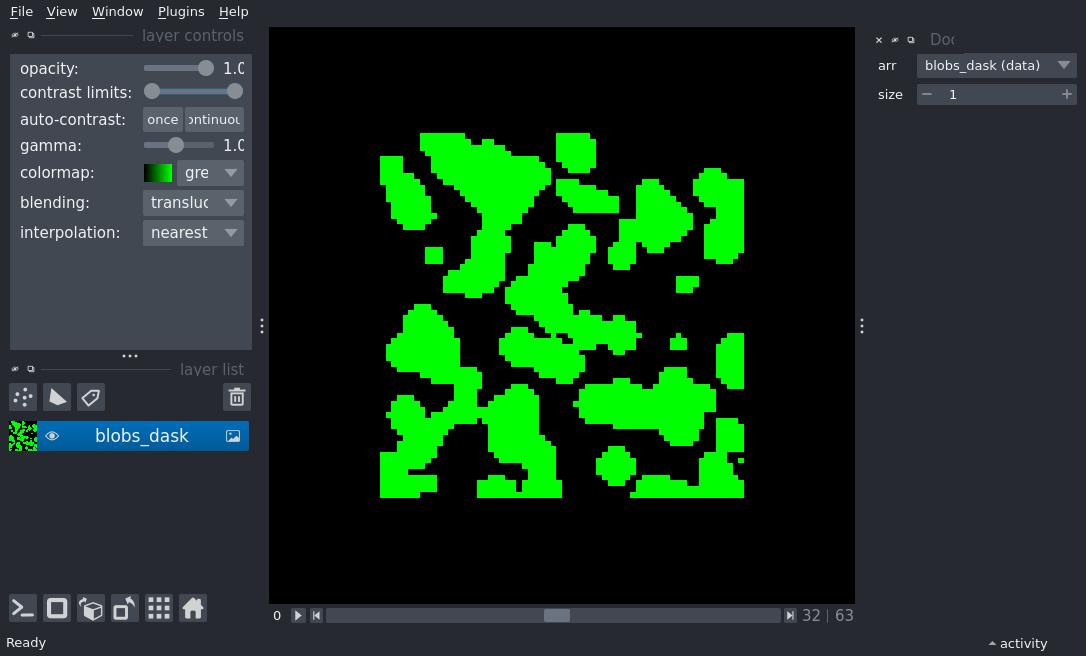 File View Window Plugins Help
layer controls
opacity: 1.0
contrast limits:
auto-contrast: once ontinuou
gamma: 1.0
colormap: gre
blending: transluc
interpolation: nearest
layer list
blobs_dask
0 32 | 63
Ready
Doc
arr blobs_dask (data)
size 1
activity